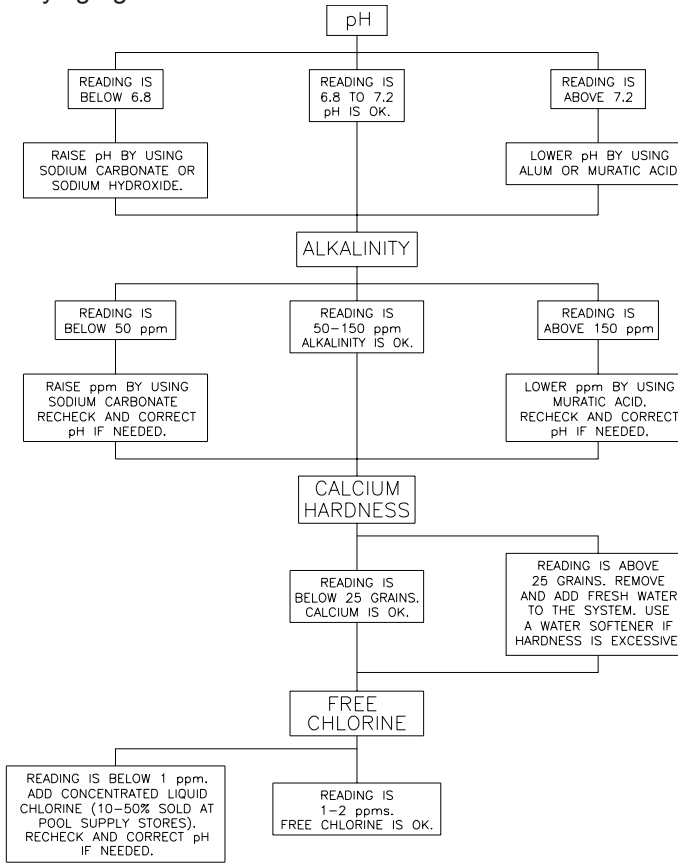 pH
READING IS
BELOW 6.8
READING IS
6.8 TO 7.2
pH IS OK.
READING IS
ABOVE 7.2
RAISE pH BY USING
SODIUM CARBONATE OR
SODIUM HYDROXIDE.
LOWER pH BY USING
ALUM OR MURATIC ACID
ALKALINITY
READING IS
BELOW 50 ppm
READING IS
50-150 ppm
ALKALINITY IS OK.
READING IS
ABOVE 150 ppm
RAISE ppm BY USING
SODIUM CARBONATE
RECHECK AND CORRECT
pH IF NEEDED.
LOWER ppm BY USING
MURATIC ACID.
RECHECK AND CORRECT
pH IF NEEDED.
CALCIUM
HARDNESS
READING IS
BELOW 25 GRAINS.
CALCIUM IS OK.
READING IS ABOVE
25 GRAINS. REMOVE
AND ADD FRESH WATER
TO THE SYSTEM. USE
A WATER SOFTENER IF
HARDNESS IS EXCESSIVE
FREE
CHLORINE
READING IS BELOW 1 ppm.
ADD CONCENTRATED LIQUID
CHLORINE (10-50% SOLD AT
POOL SUPPLY STORES).
RECHECK AND CORRECT pH
IF NEEDED.
READING IS
1-2 ppms.
FREE CHLORINE IS OK.